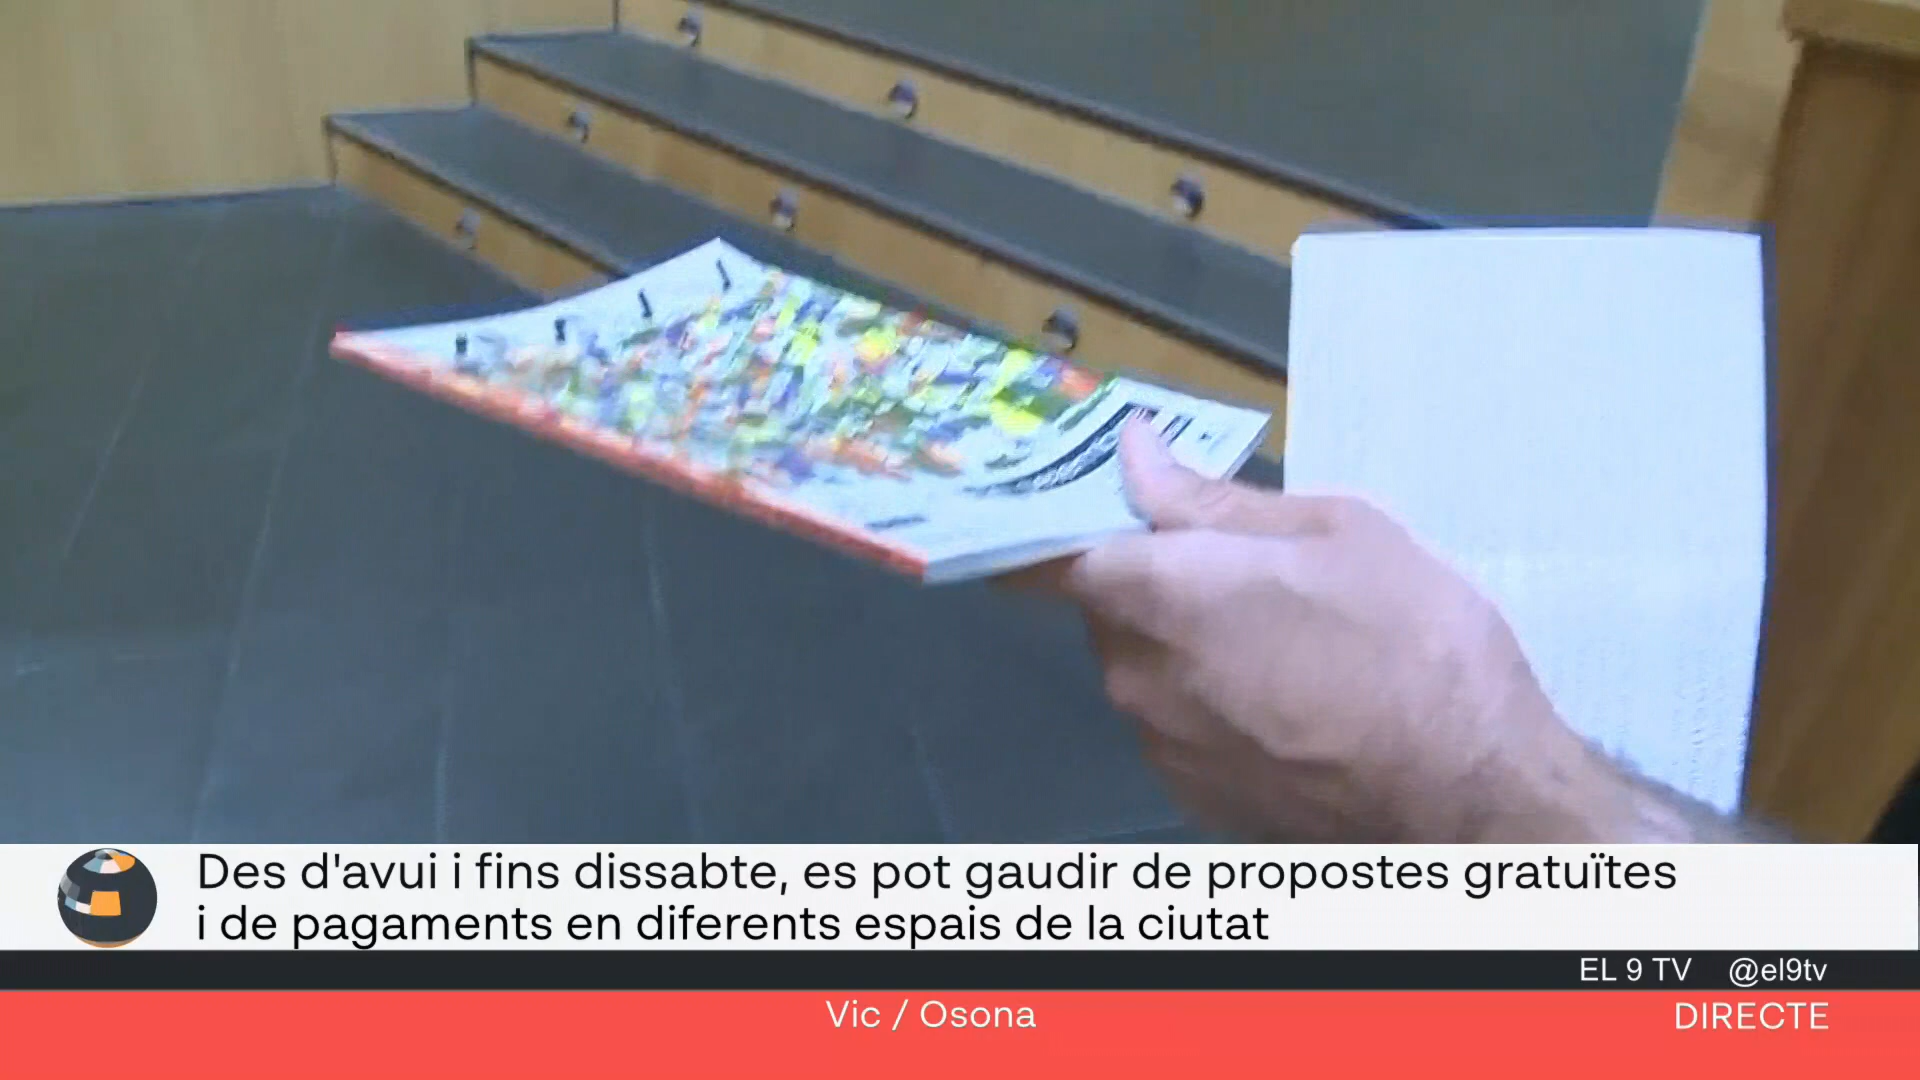 Des d'avui i fins dissabte, es pot gaudir de propostes gratuïtes
i de pagaments en diferents espais de la ciutat
EL 9 TV @el9tv
Vic / Osona
DIRECTE